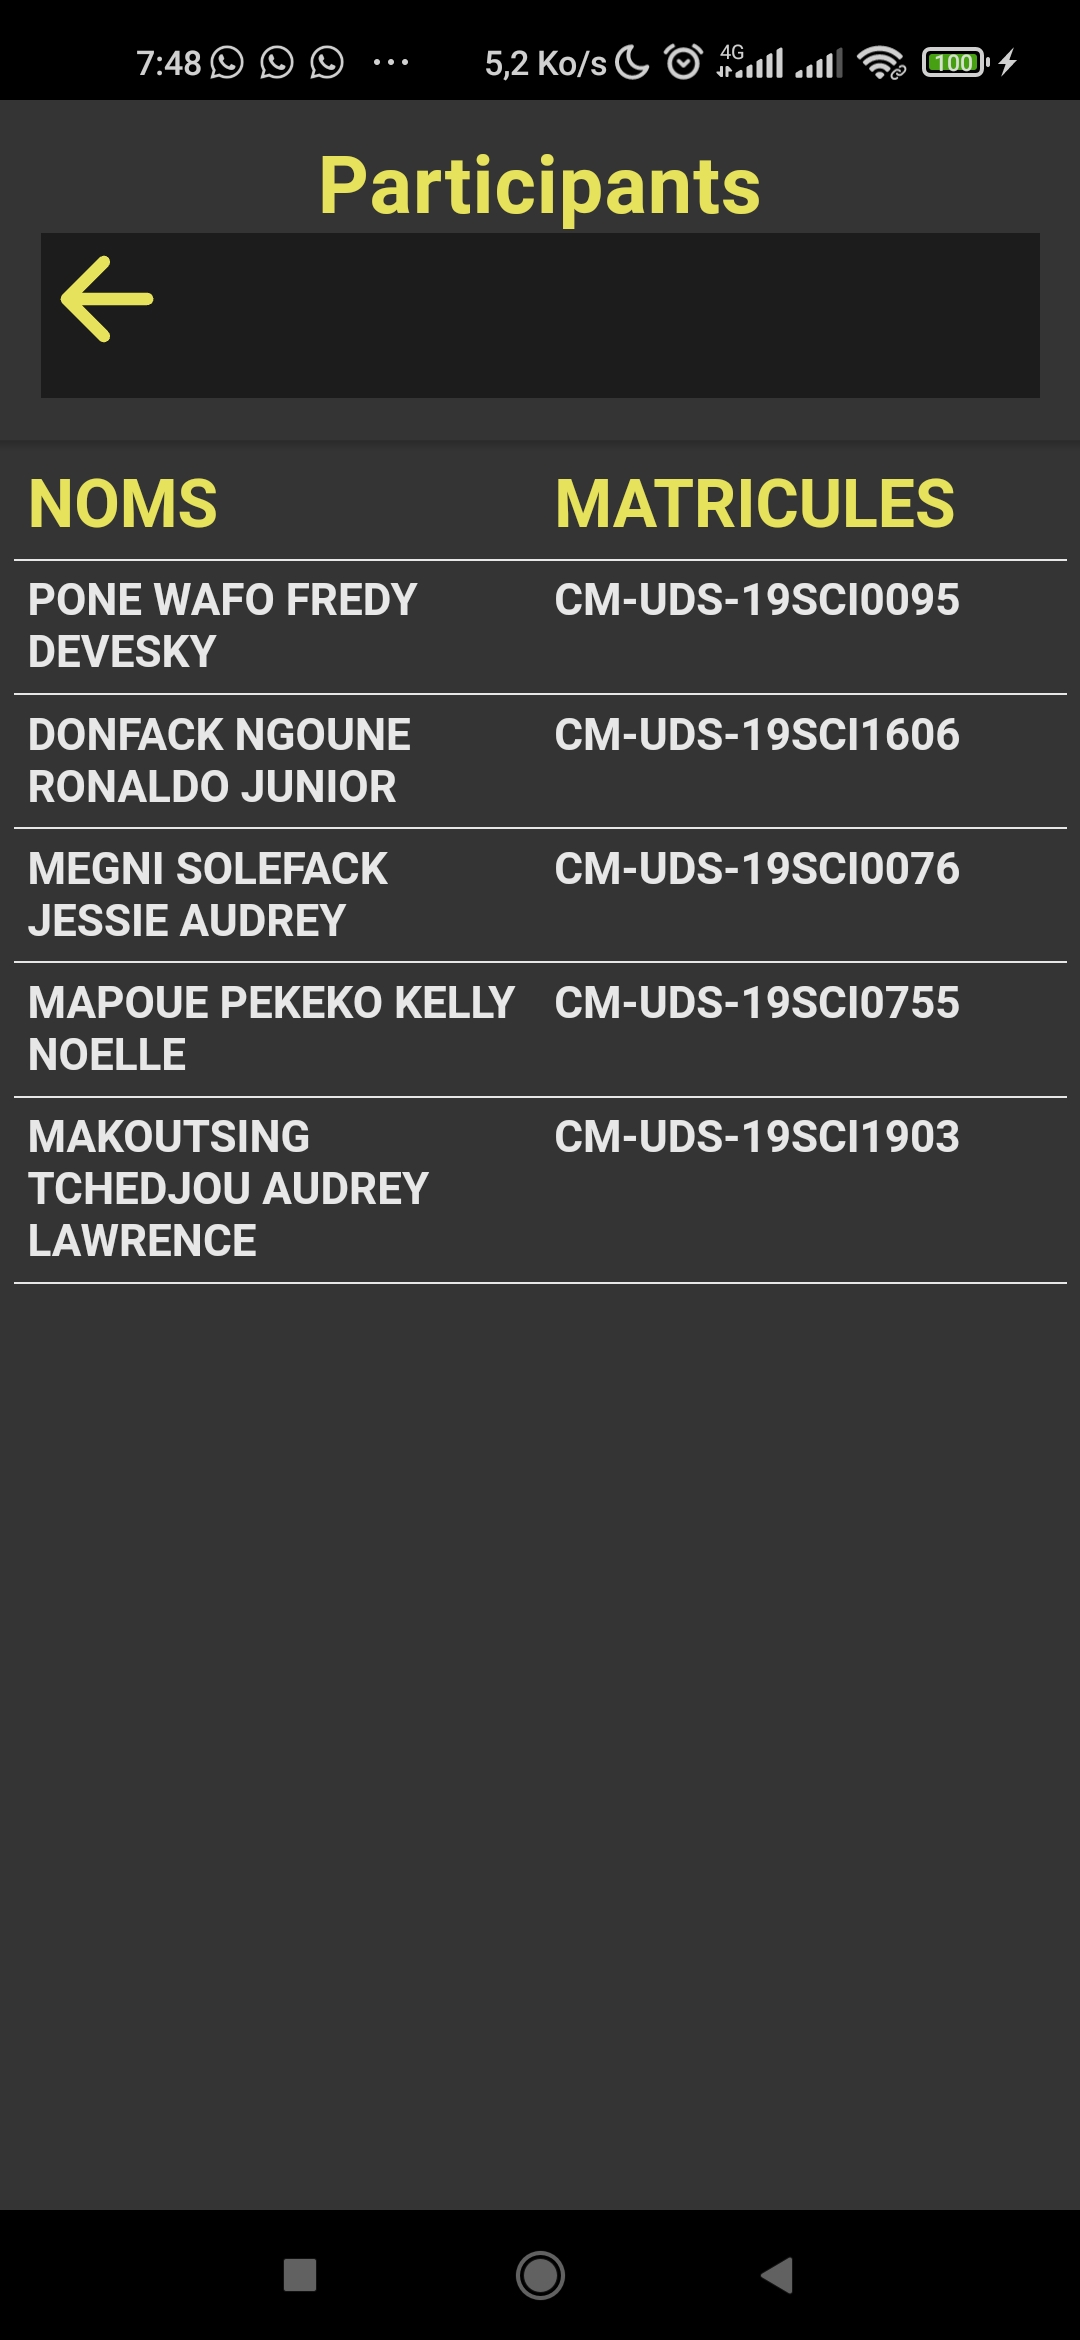 7:48 ... 5,2 Ko/s 4G 100
Participants
NOMS MATRICULES
PONE WAFO FREDY CM-UDS-19SCI0095
DEVESKY
DONFACK NGOUNE CM-UDS-19SCI1606
RONALDO JUNIOR
MEGNI SOLEFACK CM-UDS-19SCI0076
JESSIE AUDREY
MAPOUE PEKEKO KELLY CM-UDS-19SCI0755
NOELLE
MAKOUTSING CM-UDS-19SCI1903
TCHEDJOU AUDREY
LAWRENCE